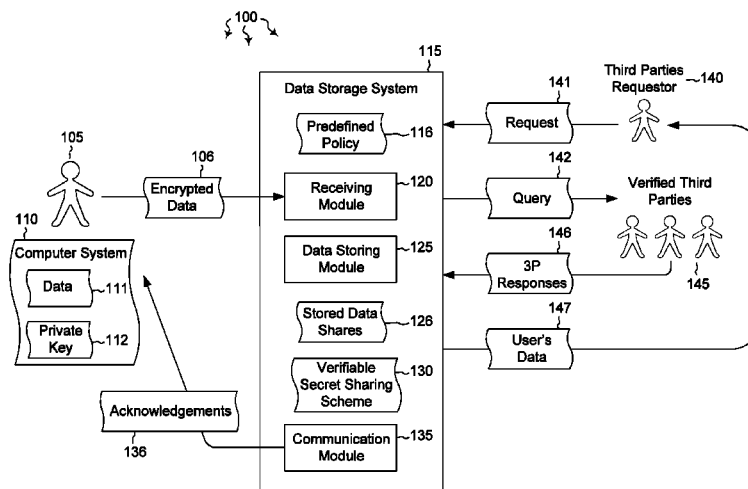 100
115
Data Storage System
Predefined
Policy
116
105
106
Encrypted
Data
Receiving
Module
120
110
Computer System
Data
111
Private
Key
112
Data Storing
Module
125
Stored Data
Shares
126
Verifiable
Secret Sharing
Scheme
130
Acknowledgements
136
Communication
Module
135
141
Request
Third Parties
Requestor
140
142
Query
Verified Third
Parties
146
3P
Responses
145
147
User's
Data